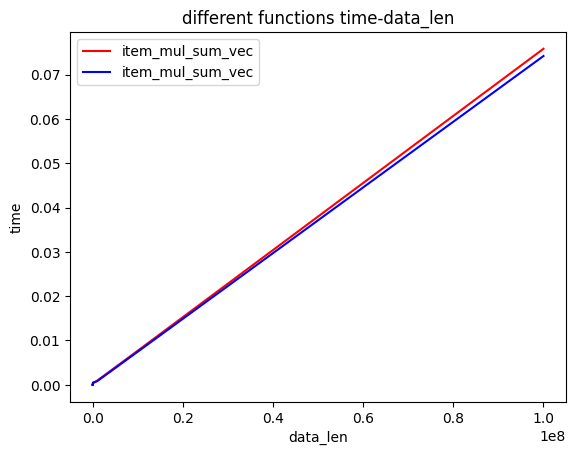 different functions time-data_len
item_mul_sum_vec
item_mul_sum_vec
time
0.07
0.06
0.05
0.04
0.03
0.02
0.01
0.00
0.0 0.2 0.4 0.6 0.8 1.0
1e8
data_len